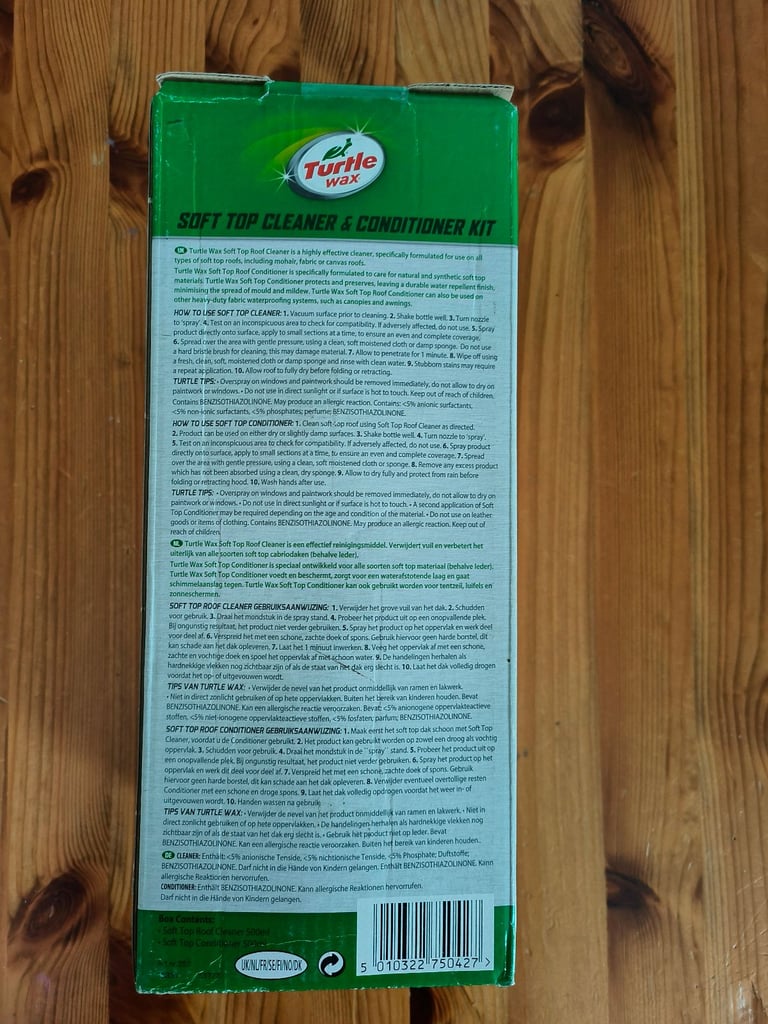 Turtle
wax
SOFT TOP CLEANER & CONDITIONER KIT
UK Turtle Wax Soft Top Roof Cleaner is a highly effective cleaner, specifically formulated for use on all
types of soft top roofs, including mohair, fabric or canvas roofs.
Turtle Wax Soft Top Roof Conditioner is specifically formulated to care for natural and synthetic soft top
materials. Turtle Wax Soft Top Conditioner protects and preserves, leaving a durable water repellent finish,
minimising the spread of mould and mildew. Turtle Wax Soft Top Roof Conditioner can also be used on
other heavy-duty fabric waterproofing systems, such as canopies and awnings.
HOW TO USE SOFT TOP CLEANER: 1. Vacuum surface prior to cleaning. 2. Shake bottle well. 3. Turn nozzle
to 'spray'. 4. Test on an inconspicuous area to check for compatibility. If adversely affected, do not use. 5. Spray
product directly onto surface, apply to small sections at a time, to ensure an even and complete coverage.
6. Spread over the area with gentle pressure, using a clean, soft moistened cloth or damp sponge. Do not use
a hard bristle brush for cleaning, this may damage material. 7. Allow to penetrate for 1 minute. 8. Wipe off using
a fresh, clean, soft, moistened cloth or damp sponge and rinse with clean water. 9. Stubborn stains may require
a repeat application. 10. Allow roof to fully dry before folding or retracting.
TURTLE TIPS: • Overspray on windows and paintwork should be removed immediately, do not allow to dry on
paintwork or windows. • Do not use in direct sunlight or if surface is hot to touch. Keep out of reach of children.
Contains BENZISOTHIAZOLINONE. May produce an allergic reaction. Contains: <5% anionic surfactants,
<5% non-ionic surfactants, <5% phosphates; perfume; BENZISOTHIAZOLINONE.
HOW TO USE SOFT TOP CONDITIONER: 1. Clean soft top roof using Soft Top Roof Cleaner as directed.
2. Product can be used on either dry or slightly damp surfaces. 3. Shake bottle well. 4. Turn nozzle to 'spray'.
5. Test on an inconspicuous area to check for compatibility. If adversely affected, do not use. 6. Spray product
directly onto surface, apply to small sections at a time, to ensure an even and complete coverage. 7. Spread
over the area with gentle pressure, using a clean, soft moistened cloth or sponge. 8. Remove any excess product
which has not been absorbed using a clean, dry sponge. 9. Allow to dry fully and protect from rain before
folding or retracting hood. 10. Wash hands after use.
TURTLE TIPS: • Overspray on windows and paintwork should be removed immediately, do not allow to dry on
paintwork or windows. • Do not use in direct sunlight or if surface is hot to touch. • A second application of Soft
Top Conditioner may be required depending on the age and condition of the material. • Do not use on leather
goods or items of clothing. Contains BENZISOTHIAZOLINONE. May produce an allergic reaction. Keep out of
reach of children.
NL Turtle Wax Soft Top Roof Cleaner is een effectief reinigingsmiddel. Verwijdert vuil en verbetert het
uiterlijk van alle soorten soft top cabriodaken (behalve leder).
Turtle Wax Soft Top Conditioner is speciaal ontwikkeld voor alle soorten soft top materiaal (behalve leder).
Turtle Wax Soft Top Conditioner voedt en beschermt, zorgt voor een waterafstotende laag en gaat
schimmelaanslag tegen. Turtle Wax Soft Top Conditioner kan ook gebruikt worden voor tentzeil, luifels en
zonneschermen.
SOFT TOP ROOF CLEANER GEBRUIKSAANWIJZING: 1. Verwijder het grove vuil van het dak. 2. Schudden
voor gebruik. 3. Draai het mondstuk in de spray stand. 4. Probeer het product uit op een onopvallende plek.
Bij ongunstig resultaat, het product niet verder gebruiken. 5. Spray het product op het oppervlak en werk deel
voor deel af. 6. Verspreid het met een schone, zachte doek of spons. Gebruik hiervoor geen harde borstel, dit
kan schade aan het dak opleveren. 7. Laat het 1 minuut inwerken. 8. Veeg het oppervlak af met een schone,
zachte en vochtige doek en spoel het oppervlak af met schoon water. 9. De handelingen herhalen als
hardnekkige vlekken nog zichtbaar zijn of als de staat van het dak erg slecht is. 10. Laat het dak volledig drogen
voordat het op- of uitgevouwen wordt.
TIPS VAN TURTLE WAX: • Verwijder de nevel van het product onmiddellijk van ramen en lakwerk.
• Niet in direct zonlicht gebruiken of op hete oppervlakken. Buiten het bereik van kinderen houden. Bevat
BENZISOTHIAZOLINONE. Kan een allergische reactie veroorzaken. Bevat: <5% anionogene oppervlakteactieve
stoffen, <5% niet-ionogene oppervlakteactieve stoffen, <5% fosfaten; parfum; BENZISOTHIAZOLINONE.
SOFT TOP ROOF CONDITIONER GEBRUIKSAANWIJZING: 1. Maak eerst het soft top dak schoon met Soft Top
Cleaner, voordat u de Conditioner gebruikt. 2. Het product kan gebruikt worden op zowel een droog als vochtig
oppervlak. 3. Schudden voor gebruik. 4. Draai het mondstuk in de ''spray'' stand. 5. Probeer het product uit op
een onopvallende plek. Bij ongunstig resultaat, het product niet verder gebruiken. 6. Spray het product op het
oppervlak en werk dit deel voor deel af. 7. Verspreid het met een schone, zachte doek of spons. Gebruik
hiervoor geen harde borstel, dit kan schade aan het dak opleveren. 8. Verwijder eventueel overtollige resten
Conditioner met een schone en droge spons. 9. Laat het dak volledig opdrogen voordat het weer in- of
uitgevouwen wordt. 10. Handen wassen na gebruik.
TIPS VAN TURTLE WAX: • Verwijder de nevel van het product onmiddellijk van ramen en lakwerk. • Niet in
direct zonlicht gebruiken of op hete oppervlakken. • De handelingen herhalen als hardnekkige vlekken nog
zichtbaar zijn of als de staat van het dak erg slecht is. • Gebruik het product niet op leder. Bevat
BENZISOTHIAZOLINONE. Kan een allergische reactie veroorzaken. Buiten het bereik van kinderen houden.
DE CLEANER: Enthält: <5% anionische Tenside, <5% nichtionische Tenside, <5% Phosphate; Duftstoffe;
BENZISOTHIAZOLINONE. Darf nicht in die Hände von Kindern gelangen. Enthält BENZISOTHIAZOLINONE. Kann
allergische Reaktionen hervorrufen.
CONDITIONER: Enthält BENZISOTHIAZOLINONE. Kann allergische Reaktionen hervorrufen.
Darf nicht in die Hände von Kindern gelangen.
Box Contents:
• Soft Top Roof Cleaner 500ml
• Soft Top Conditioner 500ml
UK/NL/FR/SE/FI/NO/DK
5 010322 750427 >